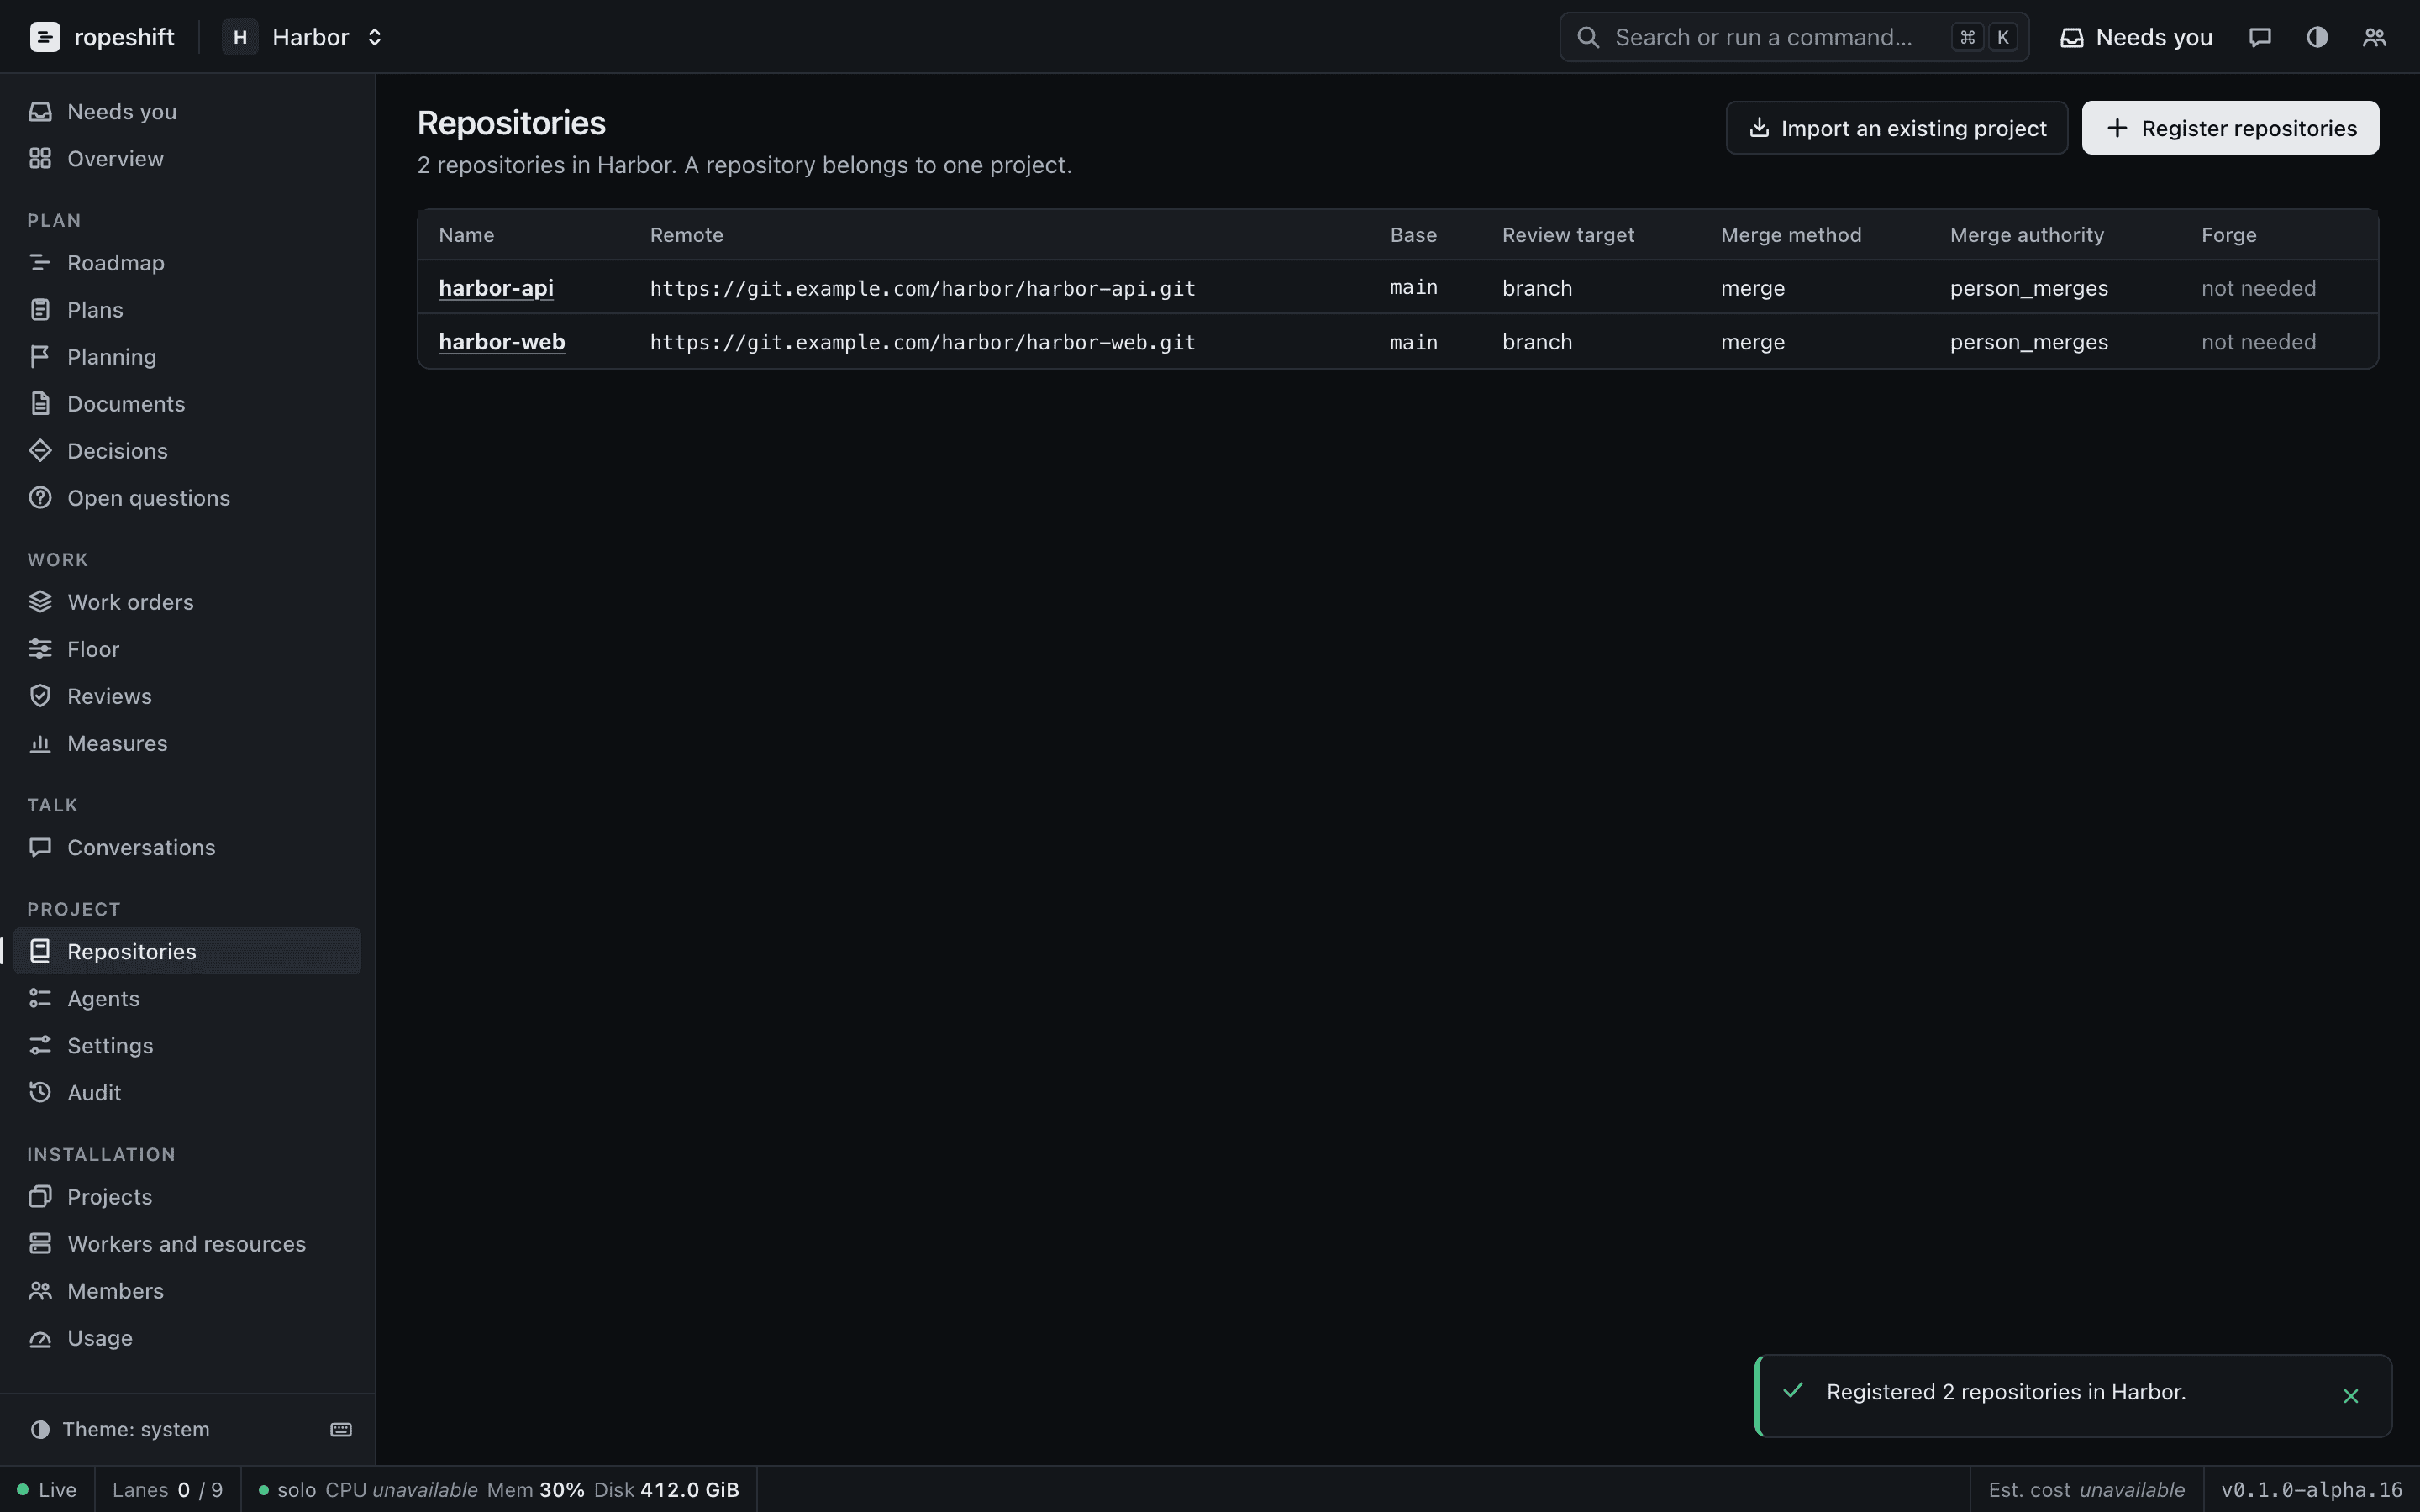 ropeshift
H Harbor
Search or run a command... ⌘ K
Needs you
Needs you
Overview
PLAN
Roadmap
Plans
Planning
Documents
Decisions
Open questions
WORK
Work orders
Floor
Reviews
Measures
TALK
Conversations
PROJECT
Repositories
Agents
Settings
Audit
INSTALLATION
Projects
Workers and resources
Members
Usage
Theme: system
Repositories
2 repositories in Harbor. A repository belongs to one project.
Import an existing project
Register repositories
Name Remote Base Review target Merge method Merge authority Forge
harbor-api https://git.example.com/harbor/harbor-api.git main branch merge person_merges not needed
harbor-web https://git.example.com/harbor/harbor-web.git main branch merge person_merges not needed
Registered 2 repositories in Harbor.
Live Lanes 0 / 9 solo CPU unavailable Mem 30% Disk 412.0 GiB Est. cost unavailable v0.1.0-alpha.16